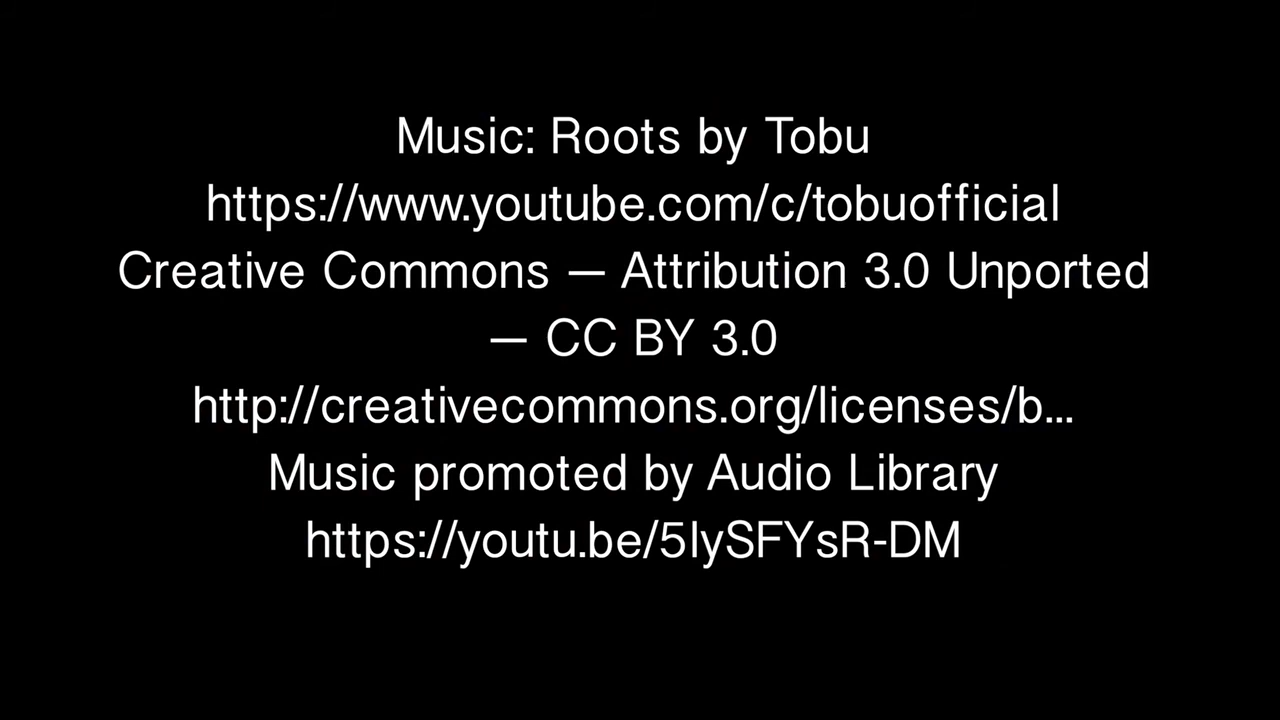 Music: Roots by Tobu
https://www.youtube.com/c/tobuofficial
Creative Commons — Attribution 3.0 Unported
— CC BY 3.0
http://creativecommons.org/licenses/b...
Music promoted by Audio Library
https://youtu.be/5lySFYsR-DM